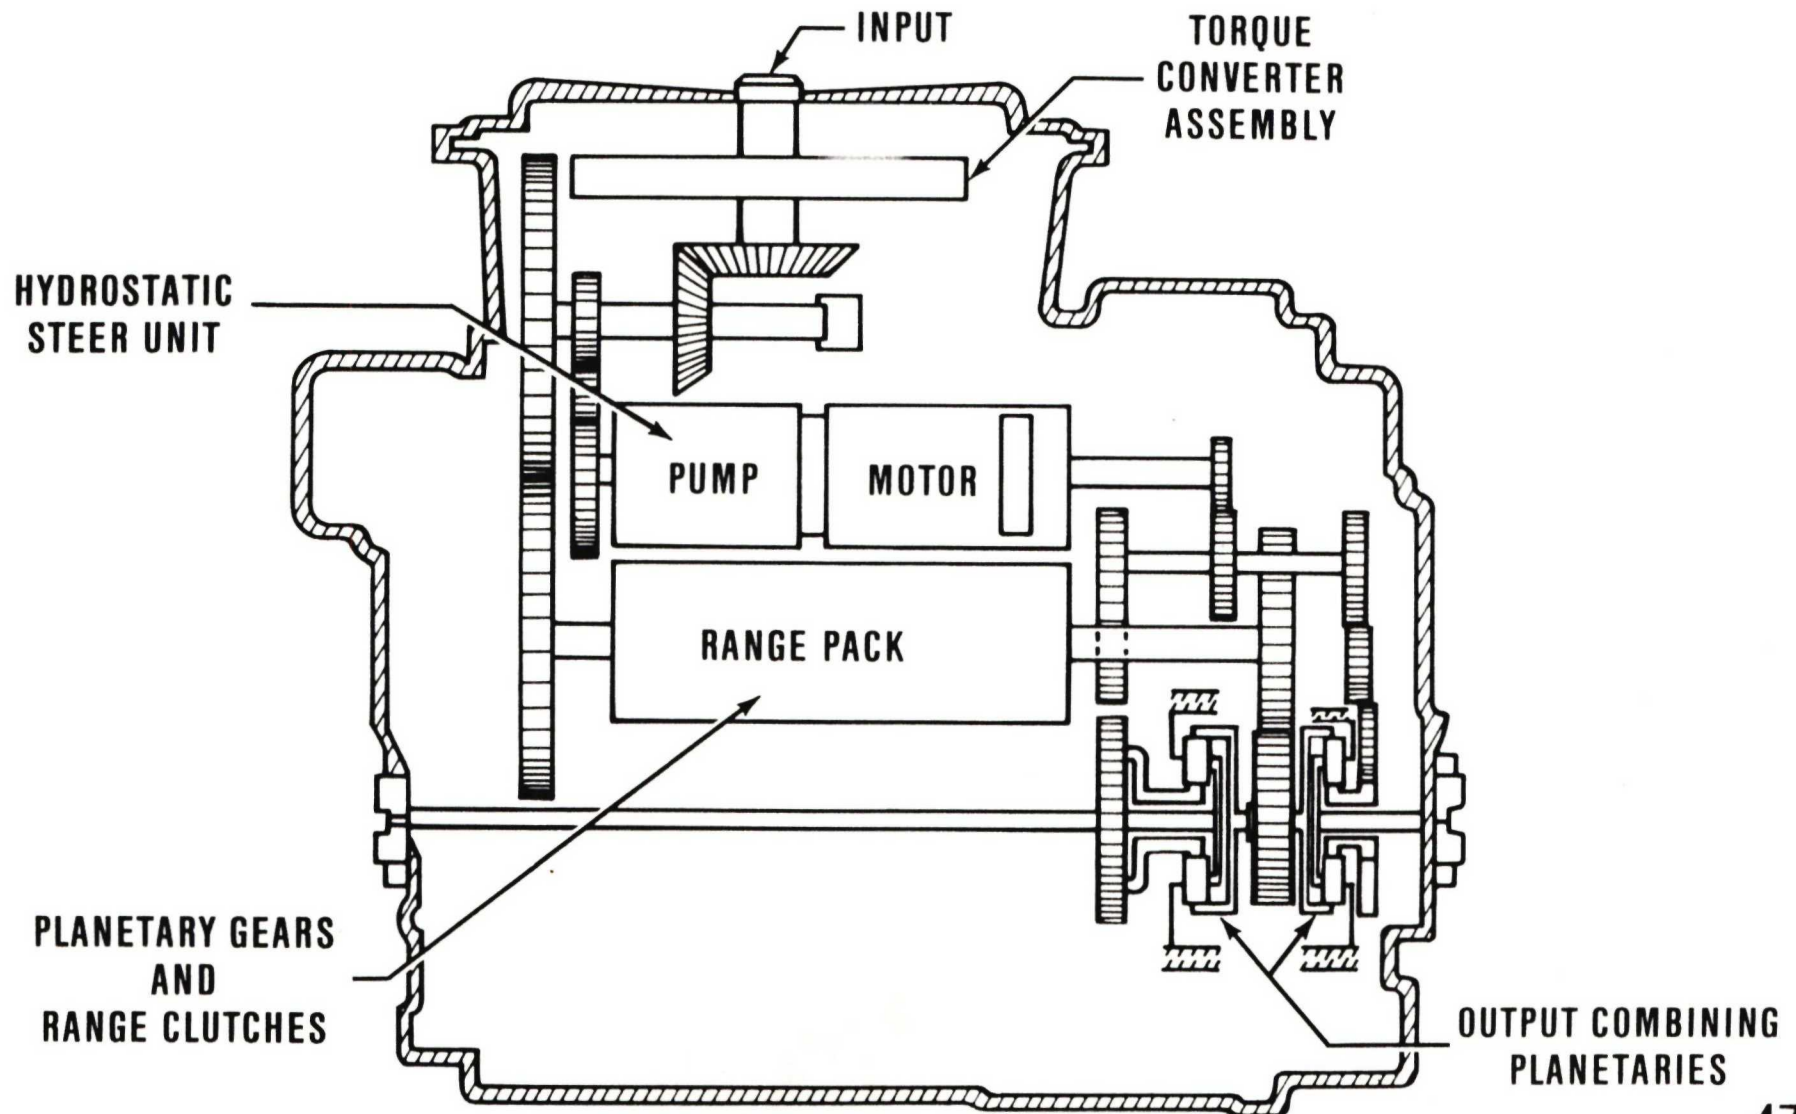 INPUT
TORQUE
CONVERTER
ASSEMBLY
HYDROSTATIC
STEER UNIT
PUMP
MOTOR
RANGE PACK
PLANETARY GEARS
AND
RANGE CLUTCHES
OUTPUT COMBINING
PLANETARIES